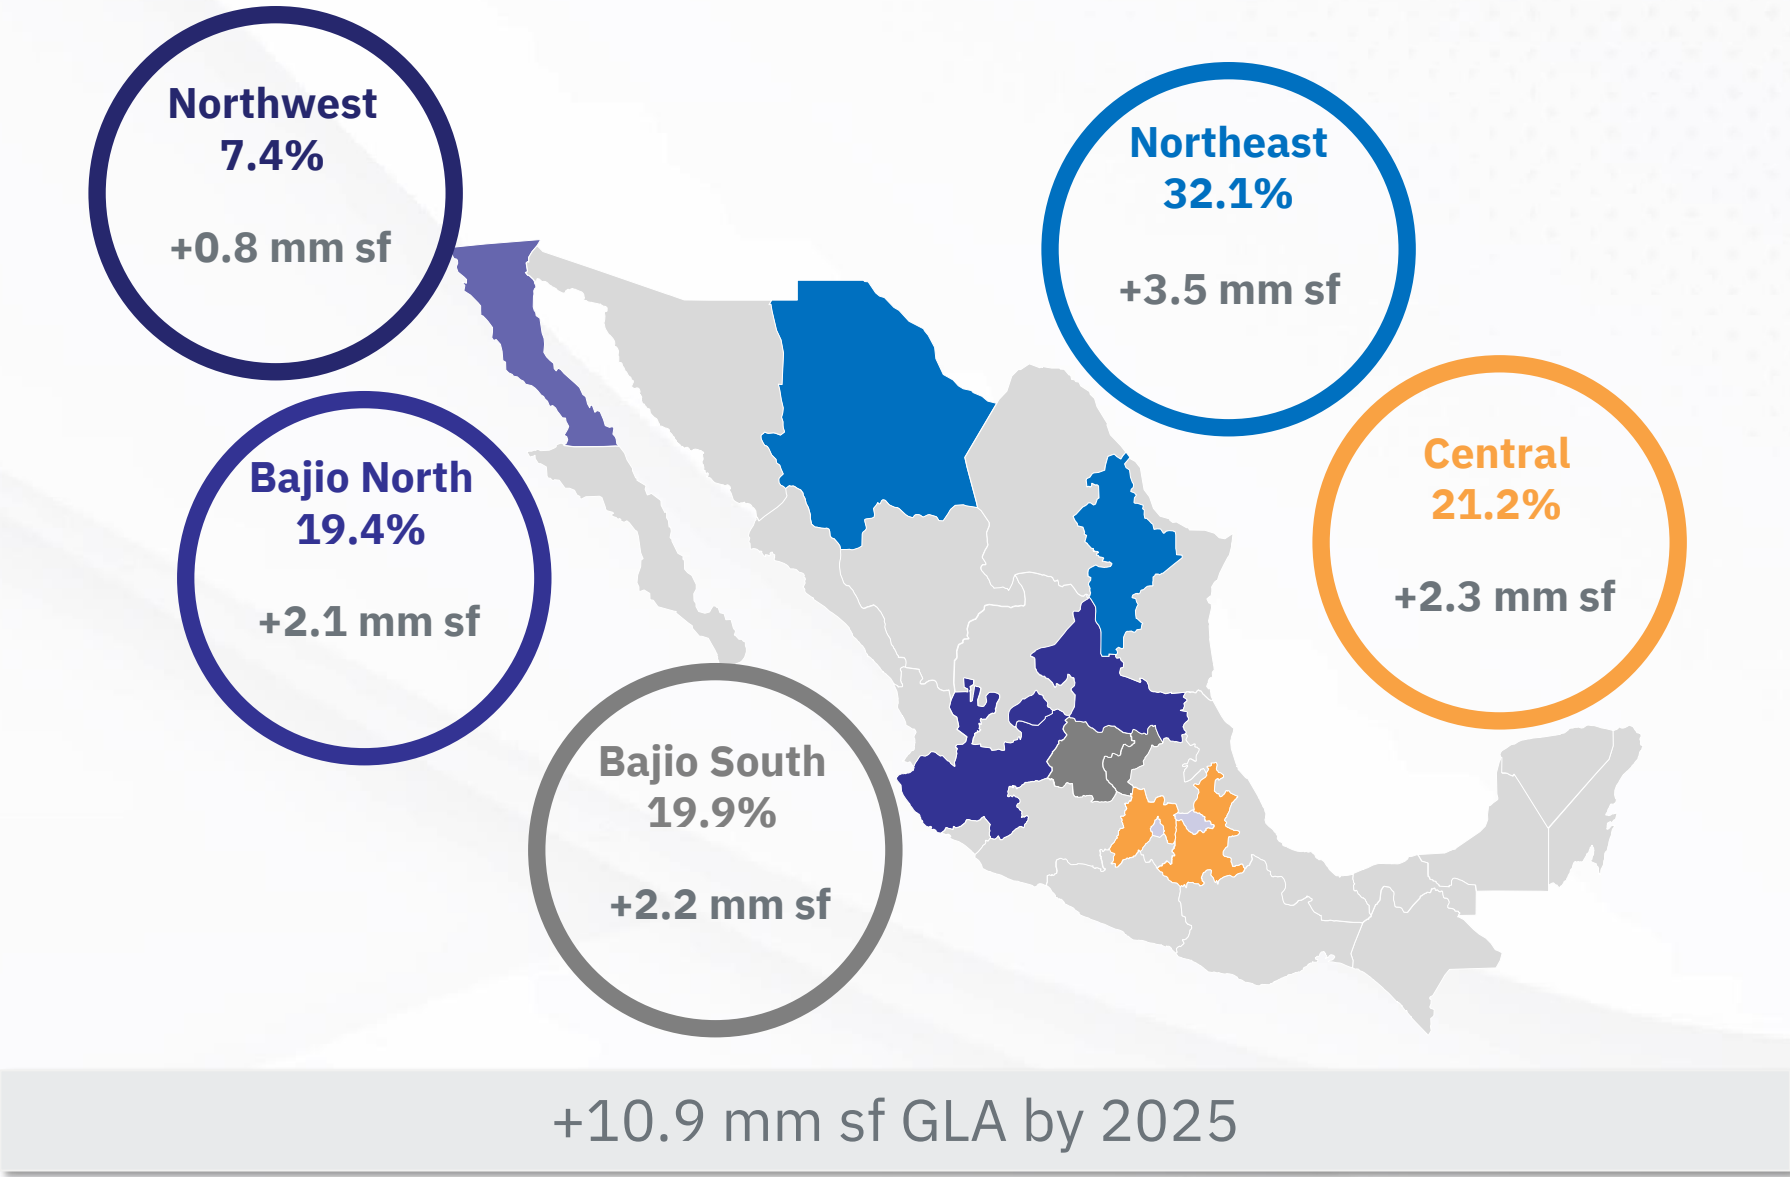 Northwest
7.4%
+0.8 mm sf
Northeast
32.1%
+3.5 mm sf
Bajio North
19.4%
+2.1 mm sf
Central
21.2%
+2.3 mm sf
Bajio South
19.9%
+2.2 mm sf
+10.9 mm sf GLA by 2025